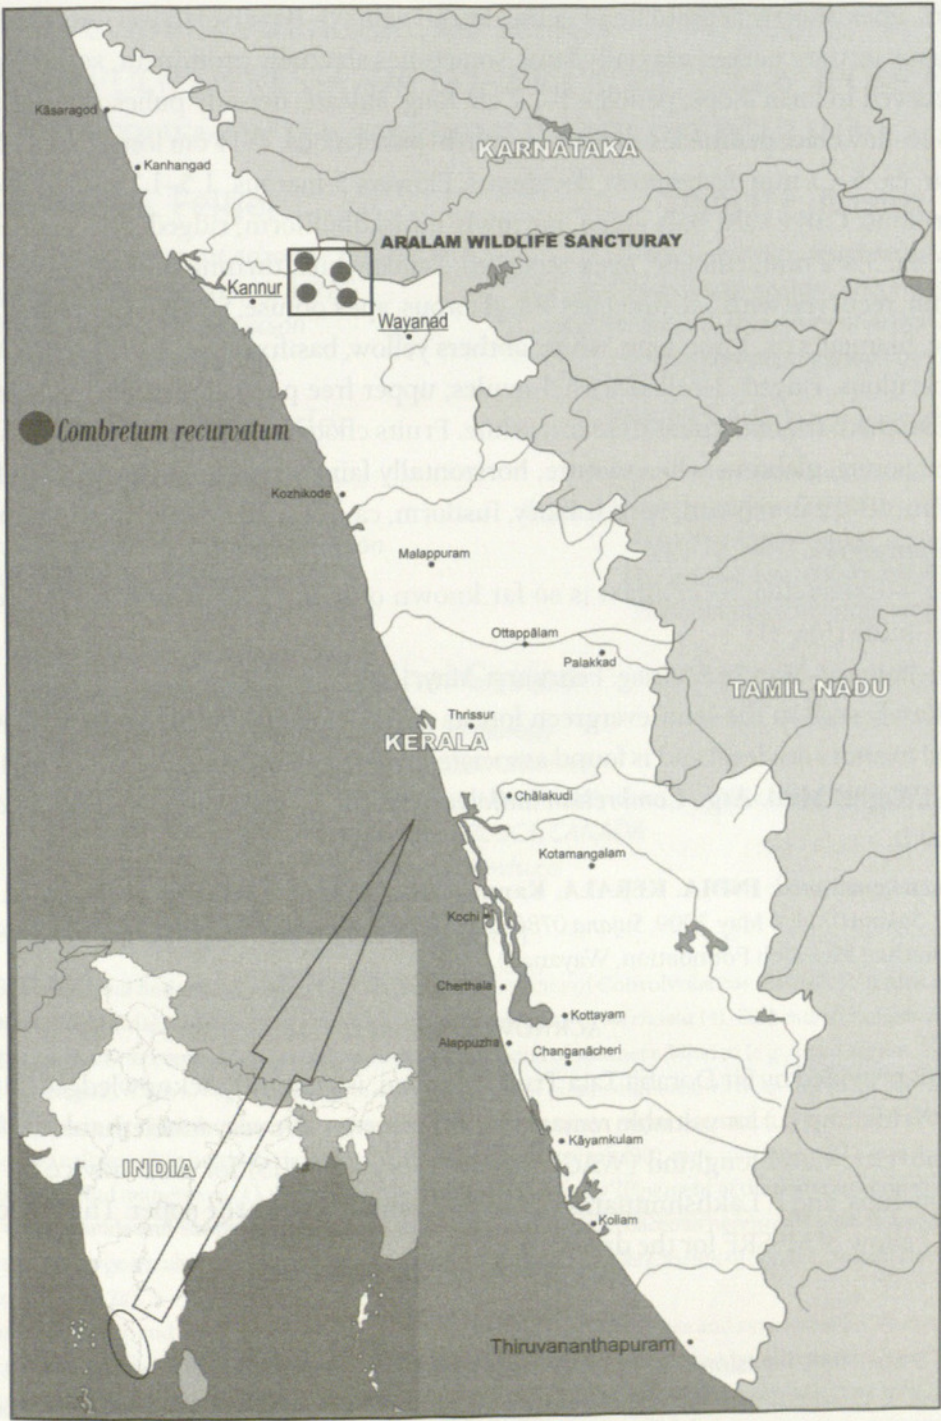 Kāsaragod
Kanhangad
KARNATAKA
ARALAM WILDLIFE SANCTURAY
Kannur
Wayanad
Combretum recurvatum
Kozhikode
Malappuram
Ottappālam
Palakkad
TAMIL NADU
Thrissur
KERALA
Chālakudi
Kotamangalam
Kochi
Cherthala
Kottayam
Alappuzha
Changanācheri
Kāyamkulam
INDIA
Kollam
Thiruvananthapuram